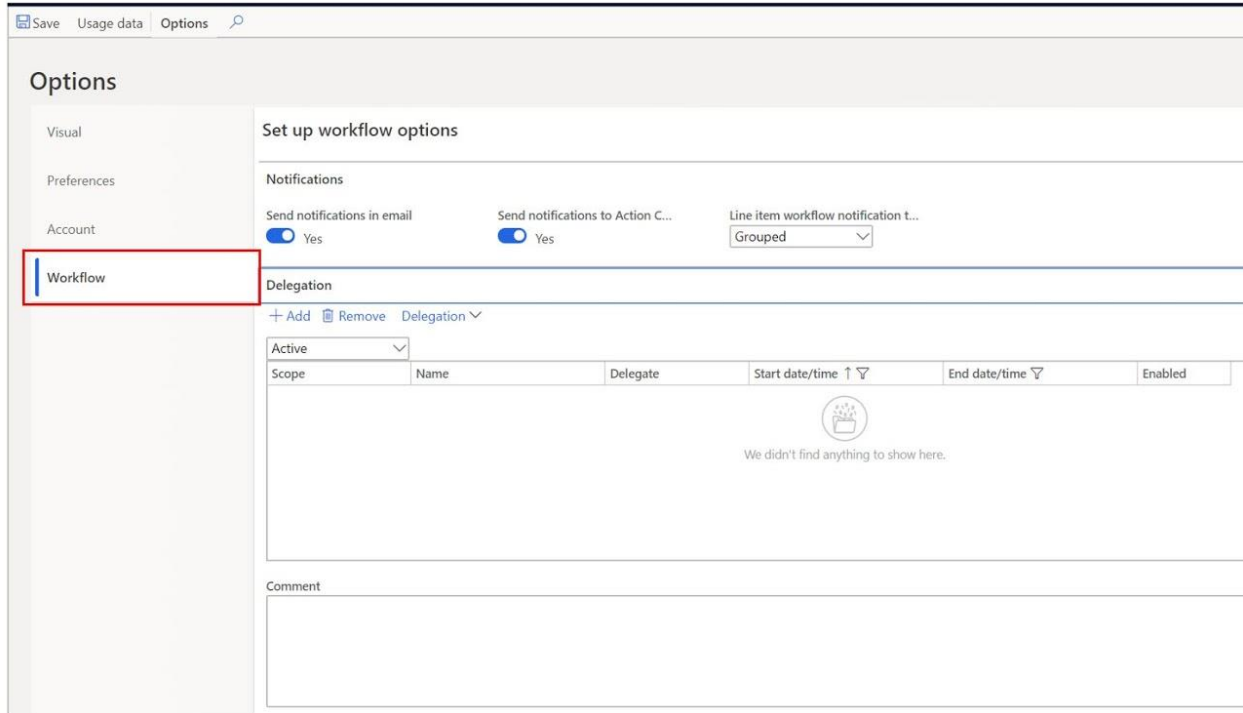 Save Usage data Options
Options
Visual
Preferences
Account
Workflow
Set up workflow options
Notifications
Send notifications in email Send notifications to Action C... Line item workflow notification t...
Yes Yes Grouped
Delegation
Add Remove Delegation
Active
Scope Name Delegate Start date/time End date/time Enabled
We didn't find anything to show here.
Comment